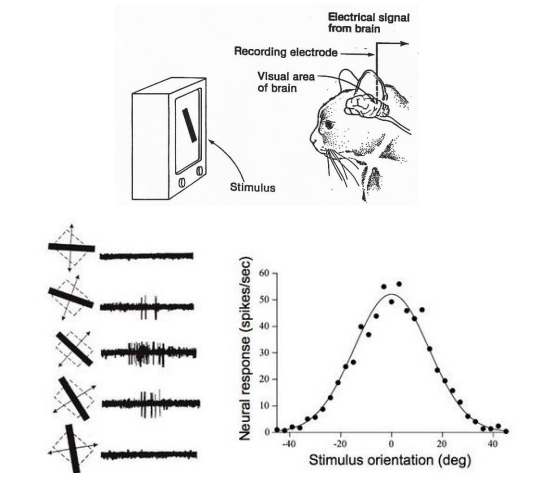 Electrical signal
from brain
Recording electrode
Visual area
of brain
Stimulus
Neural response (spikes/sec)
60
50
40
30
20
10
0
-40
-20
0
20
40
Stimulus orientation (deg)